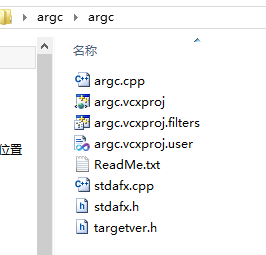 argc argc
名称
argc.cpp
argc.vcxproj
argc.vcxproj.filters
argc.vcxproj.user
位置
ReadMe.txt
stdafx.cpp
stdafx.h
targetver.h